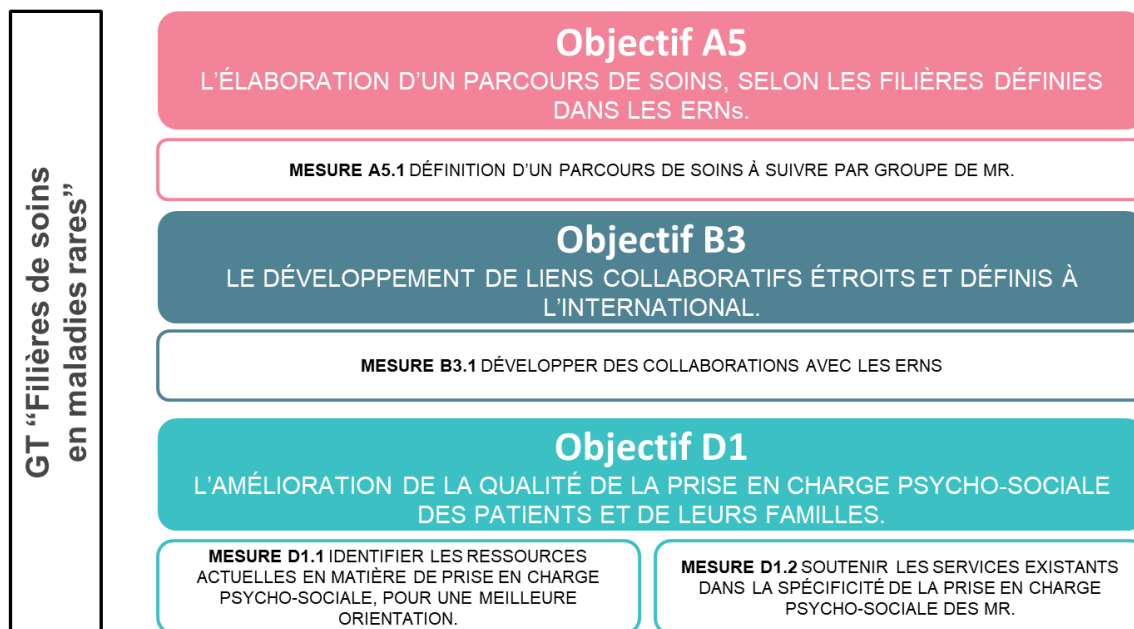 GT “Filières de soins
en maladies rares”
Objectif A5
L’ÉLABORATION D’UN PARCOURS DE SOINS, SELON LES FILIÈRES DÉFINIES
DANS LES ERNs.
MESURE A5.1 DÉFINITION D’UN PARCOURS DE SOINS À SUIVRE PAR GROUPE DE MR.
Objectif B3
LE DÉVELOPPEMENT DE LIENS COLLABORATIFS ÉTROITS ET DÉFINIS À
L’INTERNATIONAL.
MESURE B3.1 DÉVELOPPER DES COLLABORATIONS AVEC LES ERNS
Objectif D1
L’AMÉLIORATION DE LA QUALITÉ DE LA PRISE EN CHARGE PSYCHO-SOCIALE
DES PATIENTS ET DE LEURS FAMILLES.
MESURE D1.1 IDENTIFIER LES RESSOURCES
ACTUELLES EN MATIÈRE DE PRISE EN CHARGE
PSYCHO-SOCIALE, POUR UNE MEILLEURE
ORIENTATION.
MESURE D1.2 SOUTENIR LES SERVICES EXISTANTS
DANS LA SPÉCIFICITÉ DE LA PRISE EN CHARGE
PSYCHO-SOCIALE DES MR.